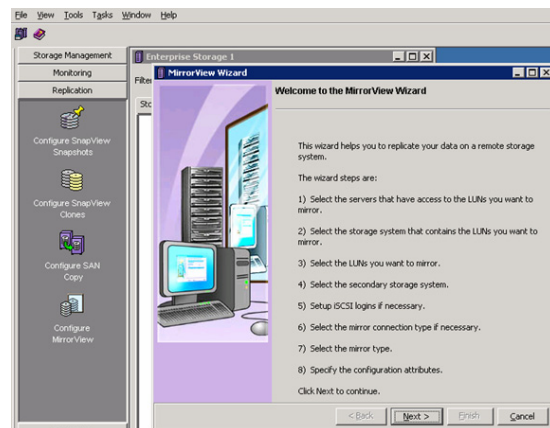 File View Tools Tasks Window Help
Storage Management
Monitoring
Replication
Configure SnapView
Snapshots
Configure SnapView
Clones
Configure SAN
Copy
Configure
MirrorView
Enterprise Storage 1
Filte
Sto
MirrorView Wizard
Welcome to the MirrorView Wizard
This wizard helps you to replicate your data on a remote storage
system.
The wizard steps are:
1) Select the servers that have access to the LUNs you want to
mirror.
2) Select the storage system that contains the LUNs you want to
mirror.
3) Select the LUNs you want to mirror.
4) Select the secondary storage system.
5) Setup iSCSI logins if necessary.
6) Select the mirror connection type if necessary.
7) Select the mirror type.
8) Specify the configuration attributes.
Click Next to continue.
< Back Next > Finish Cancel